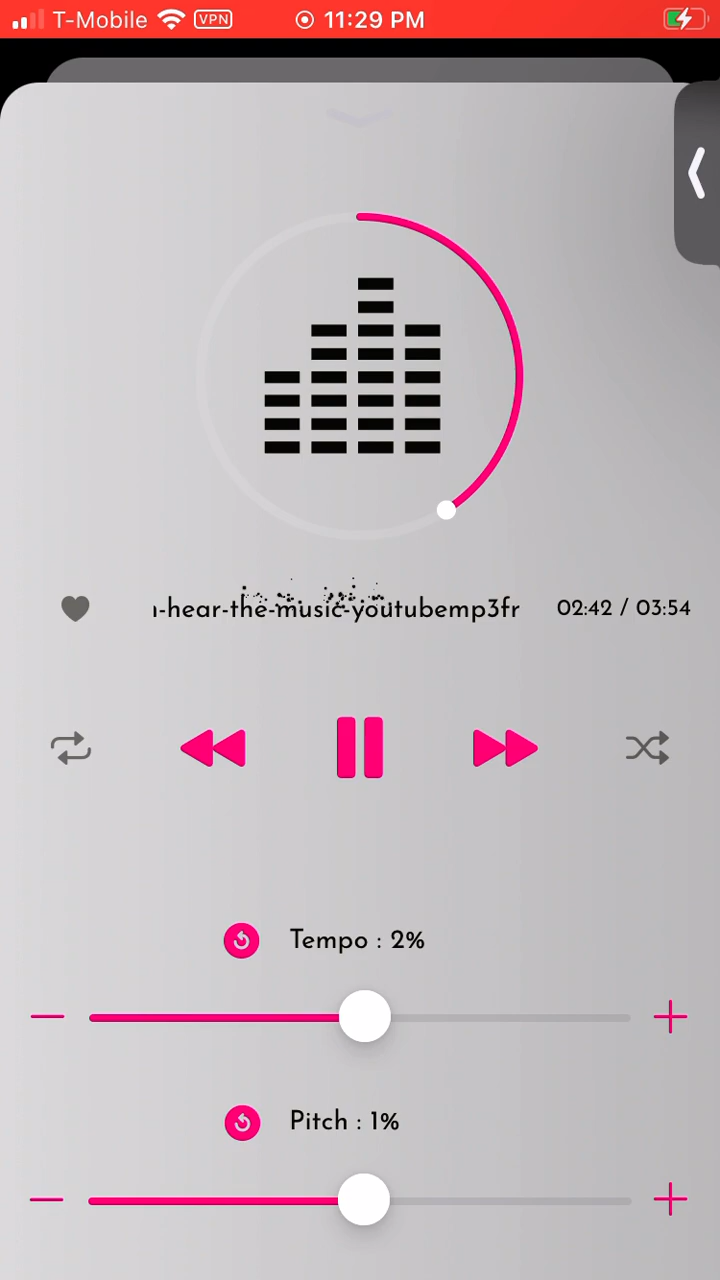 T-Mobile VPN 11:29 PM
-hear-the-music-youtubemp3fr 02:42 / 03:54
Tempo : 2%
Pitch : 1%